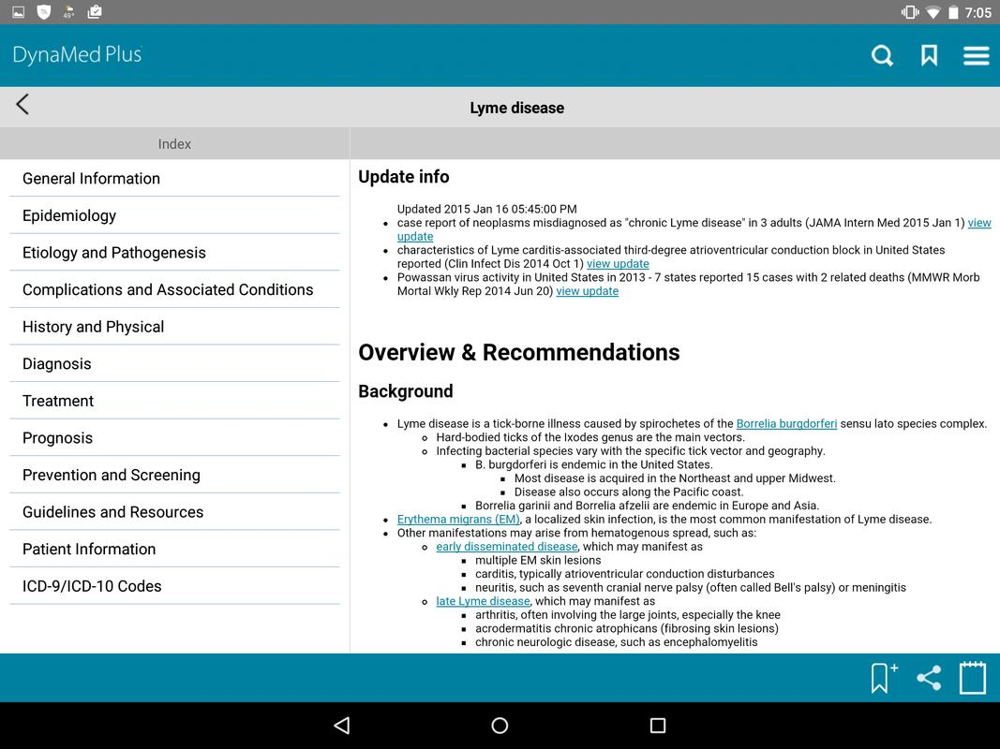 49°
7:05
DynaMed Plus
Lyme disease
Index
General Information
Epidemiology
Etiology and Pathogenesis
Complications and Associated Conditions
History and Physical
Diagnosis
Treatment
Prognosis
Prevention and Screening
Guidelines and Resources
Patient Information
ICD-9/ICD-10 Codes
Update info
Updated 2015 Jan 16 05:45:00 PM
• case report of neoplasms misdiagnosed as "chronic Lyme disease" in 3 adults (JAMA Intern Med 2015 Jan 1) view
update
• characteristics of Lyme carditis-associated third-degree atrioventricular conduction block in United States
reported (Clin Infect Dis 2014 Oct 1) view update
• Powassan virus activity in United States in 2013 - 7 states reported 15 cases with 2 related deaths (MMWR Morb
Mortal Wkly Rep 2014 Jun 20) view update
Overview & Recommendations
Background
• Lyme disease is a tick-borne illness caused by spirochetes of the Borrelia burgdorferi sensu lato species complex.
◦ Hard-bodied ticks of the Ixodes genus are the main vectors.
◦ Infecting bacterial species vary with the specific tick vector and geography.
▪ B. burgdorferi is endemic in the United States.
▪ Most disease is acquired in the Northeast and upper Midwest.
▪ Disease also occurs along the Pacific coast.
▪ Borrelia garinii and Borrelia afzelii are endemic in Europe and Asia.
• Erythema migrans (EM), a localized skin infection, is the most common manifestation of Lyme disease.
• Other manifestations may arise from hematogenous spread, such as:
◦ early disseminated disease, which may manifest as
▪ multiple EM skin lesions
▪ carditis, typically atrioventricular conduction disturbances
▪ neuritis, such as seventh cranial nerve palsy (often called Bell's palsy) or meningitis
◦ late Lyme disease, which may manifest as
▪ arthritis, often involving the large joints, especially the knee
▪ acrodermatitis chronic atrophicans (fibrosing skin lesions)
▪ chronic neurologic disease, such as encephalomyelitis